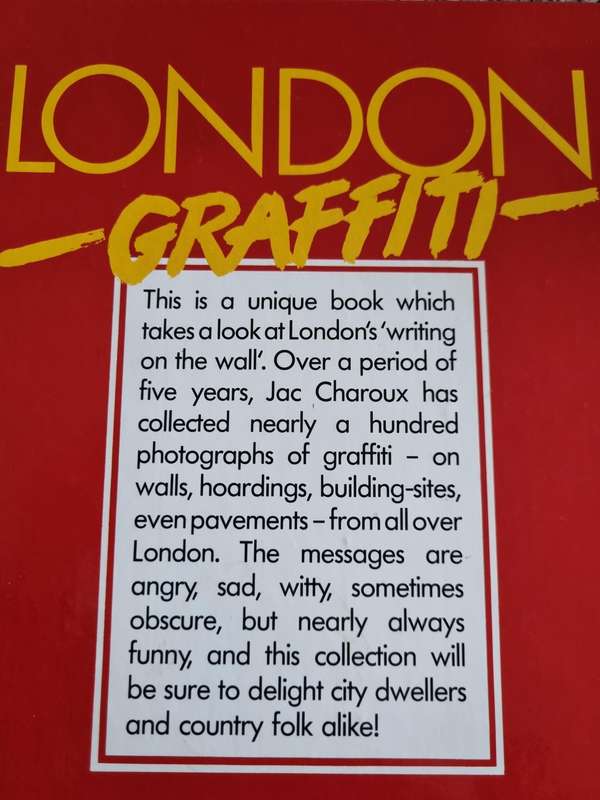 LONDON
-GRAFFITI-
This is a unique book which
takes a look at London's 'writing
on the wall'. Over a period of
five years, Jac Charoux has
collected nearly a hundred
photographs of graffiti – on
walls, hoardings, building-sites,
even pavements – from all over
London. The messages are
angry, sad, witty, sometimes
obscure, but nearly always
funny, and this collection will
be sure to delight city dwellers
and country folk alike!